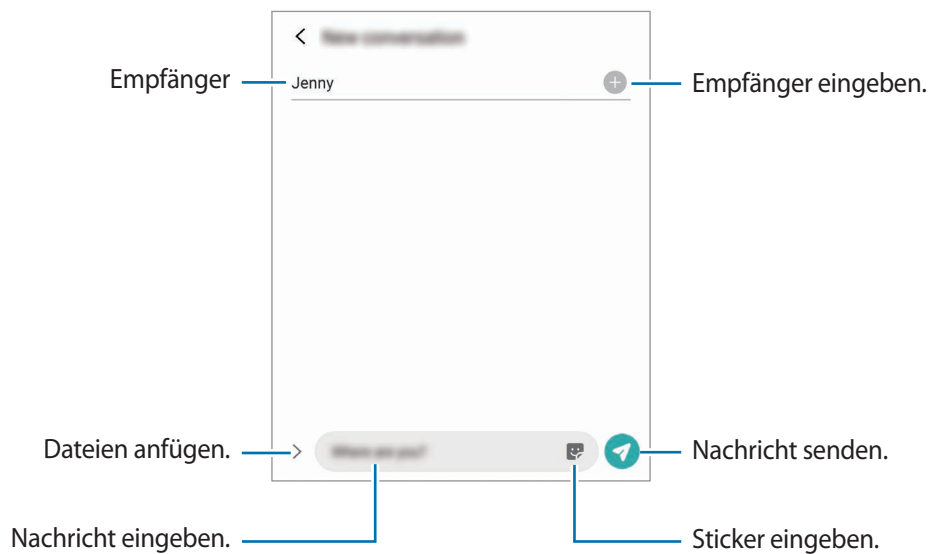 Empfänger
Jenny
Empfänger eingeben.
Dateien anfügen.
Nachricht senden.
Nachricht eingeben.
Sticker eingeben.